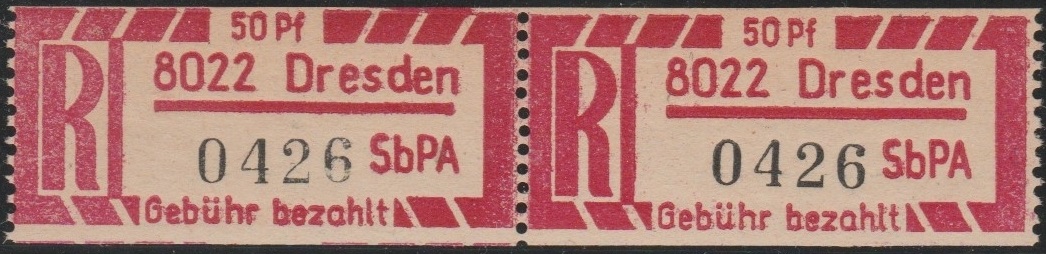 50 Pf
R
8022 Dresden
0426 SbPA
Gebühr bezahlt
50 Pf
R
8022 Dresden
0426 SbPA
Gebühr bezahlt